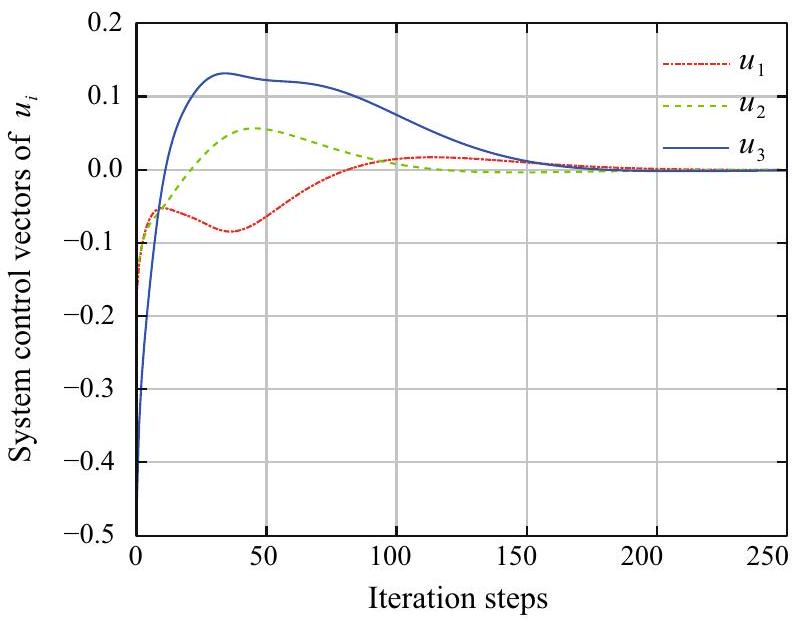 0.2
0.1
0.0
−0.1
−0.2
−0.3
−0.4
−0.5
System control vectors of u_i
u_1
u_2
u_3
0 50 100 150 200 250
Iteration steps